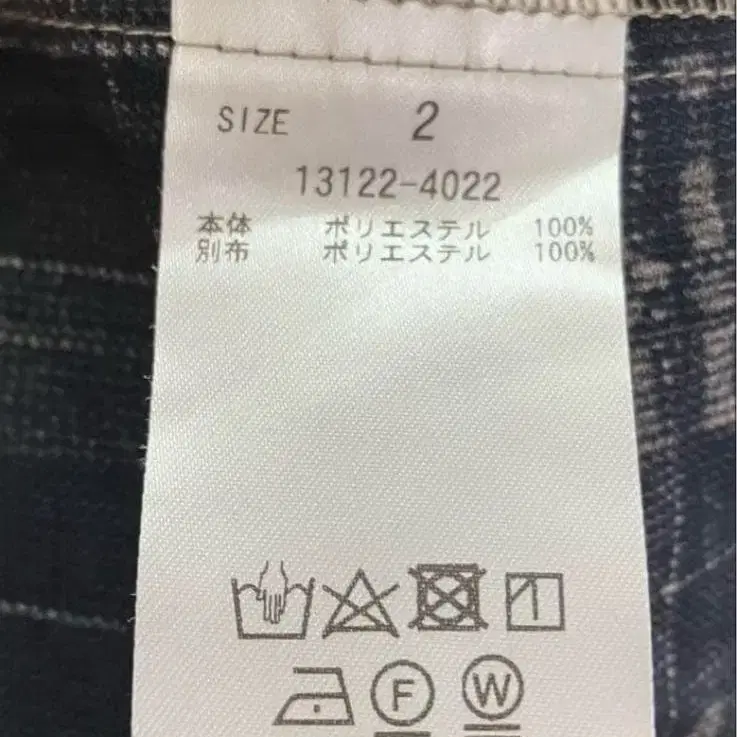 SIZE 2
13122-4022
本体 ポリエステル 100%
別布 ポリエステル 100%
F W